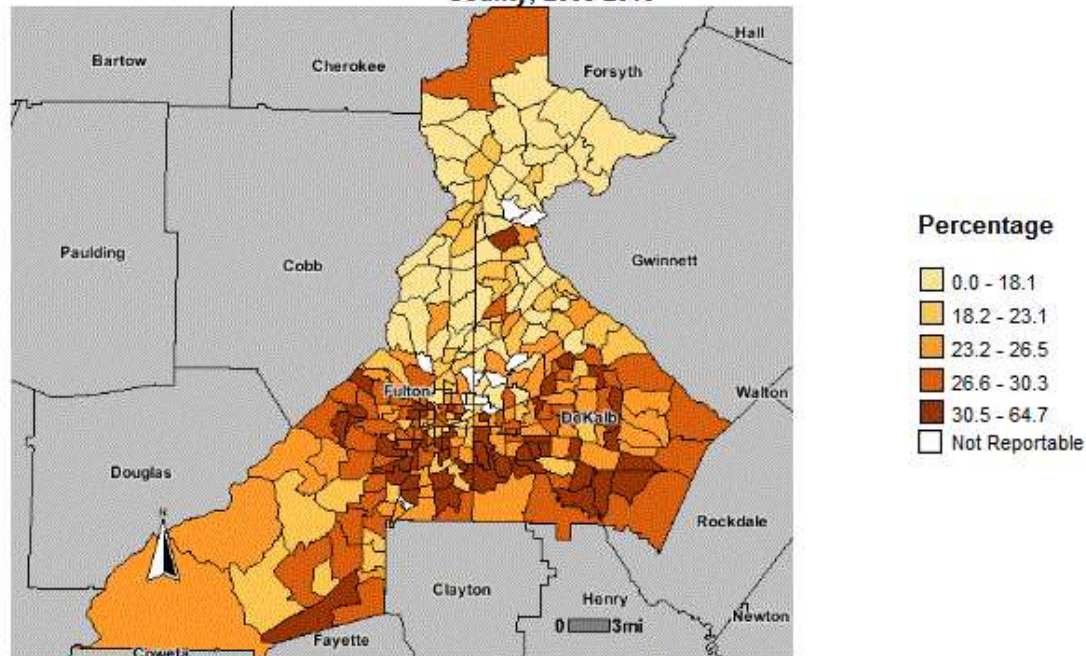 Hall
Bartow
Cherokee
Forsyth
Paulding
Cobb
Gwinnett
Percentage
0.0 - 18.1
18.2 - 23.1
23.2 - 26.5
26.6 - 30.3
30.5 - 64.7
Not Reportable
Fulton
DeKalb
Walton
Douglas
N
Rockdale
Clayton
Henry
Newton
0 3mi
Fayette
Coweta